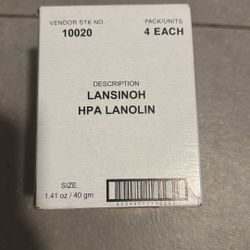 VENDOR STK NO.
PACK/UNITS
10020
4 EACH
DESCRIPTION
LANSINOH
HPA LANOLIN
SIZE
1.41 oz / 40 gm